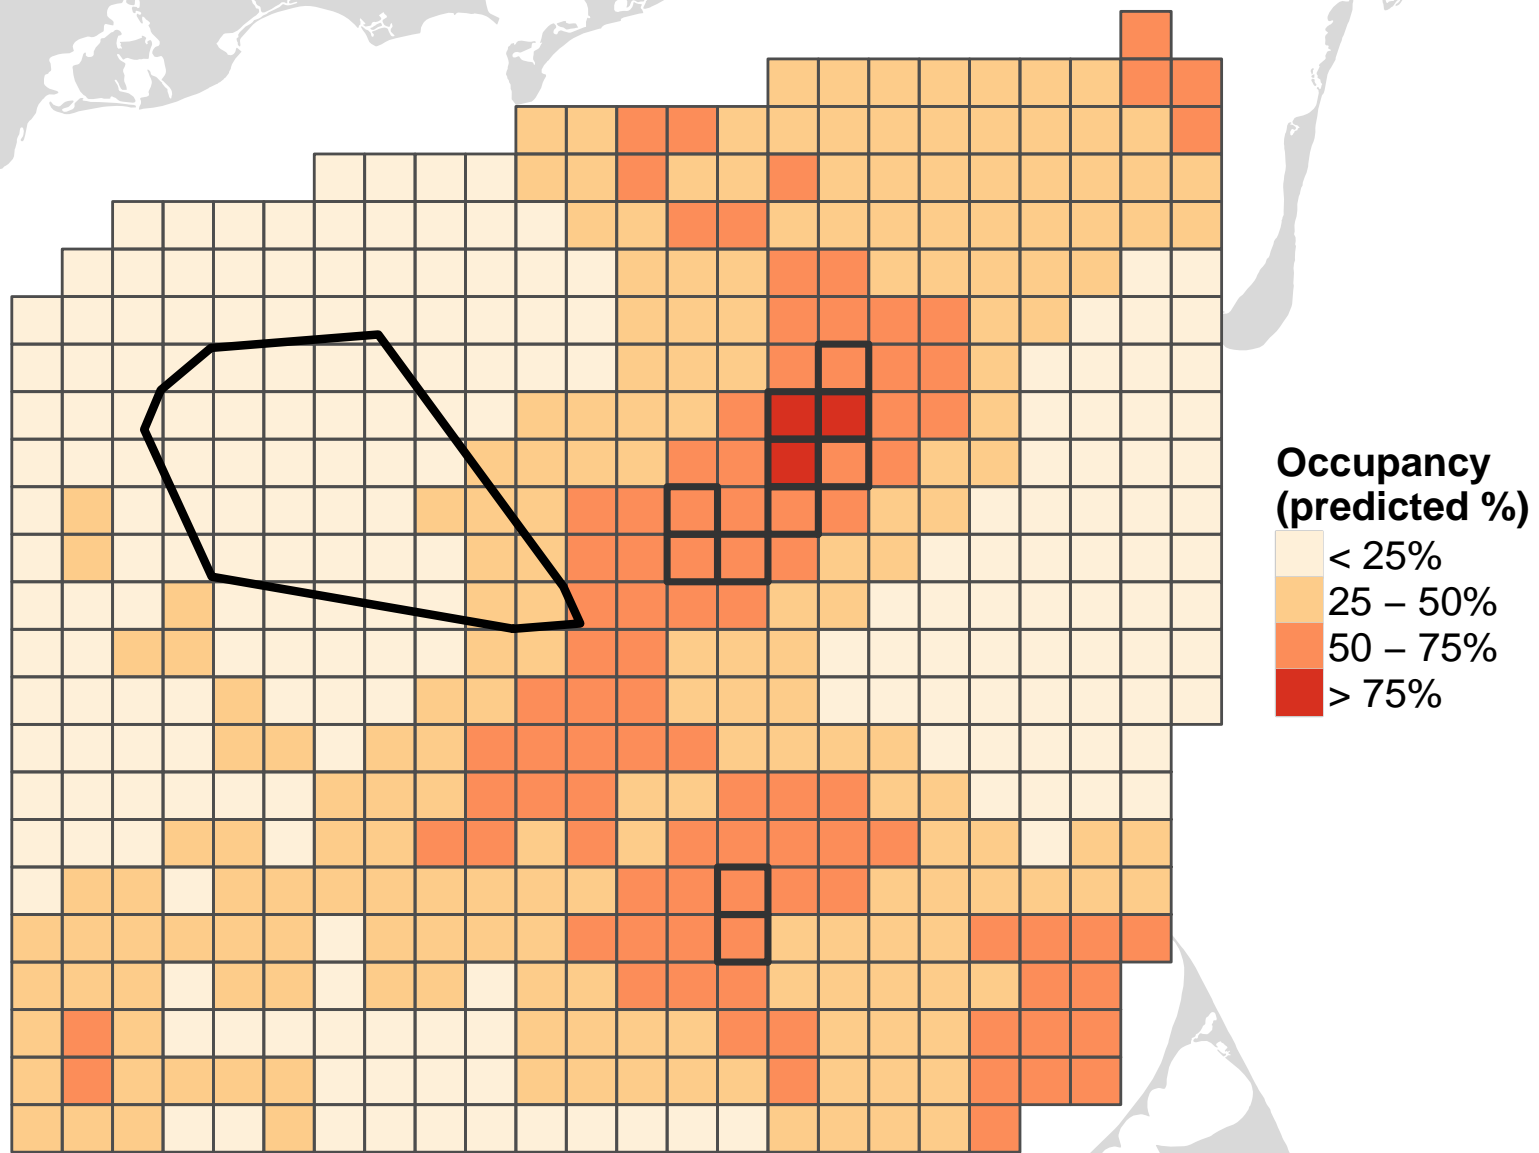 Occupancy
(predicted %)
< 25%
25 – 50%
50 – 75%
> 75%